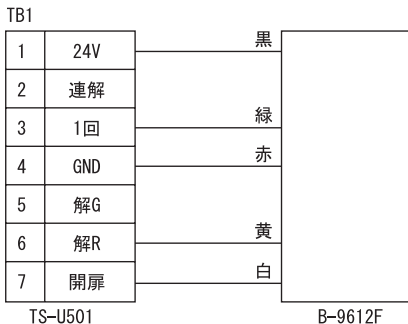 TB1
1 24V 黒
2 連解
3 1回 緑
4 GND 赤
5 解G
6 解R 黄
7 開扉 白
TS-U501 B-9612F